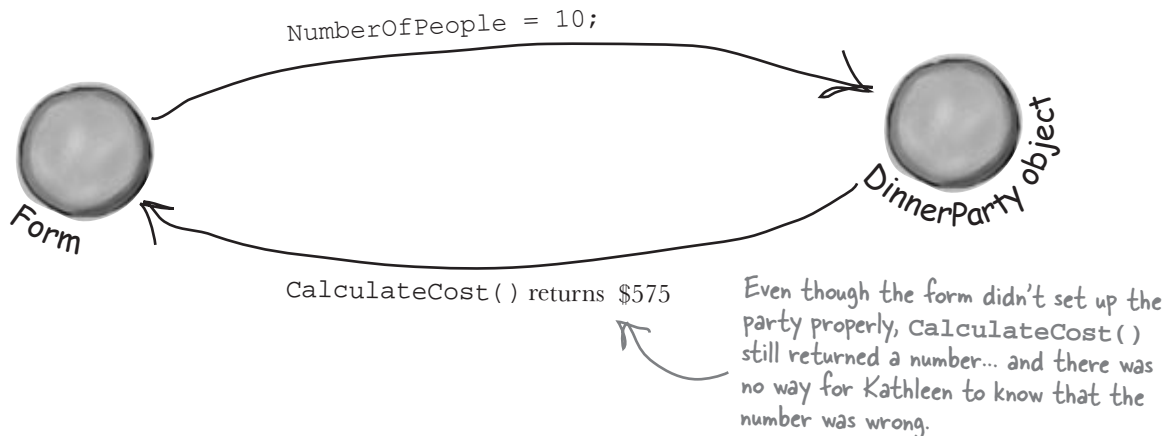 NumberOfPeople = 10;
Form
DinnerParty object
CalculateCost() returns $575
Even though the form didn't set up the
party properly, CalculateCost()
still returned a number... and there was
no way for Kathleen to know that the
number was wrong.